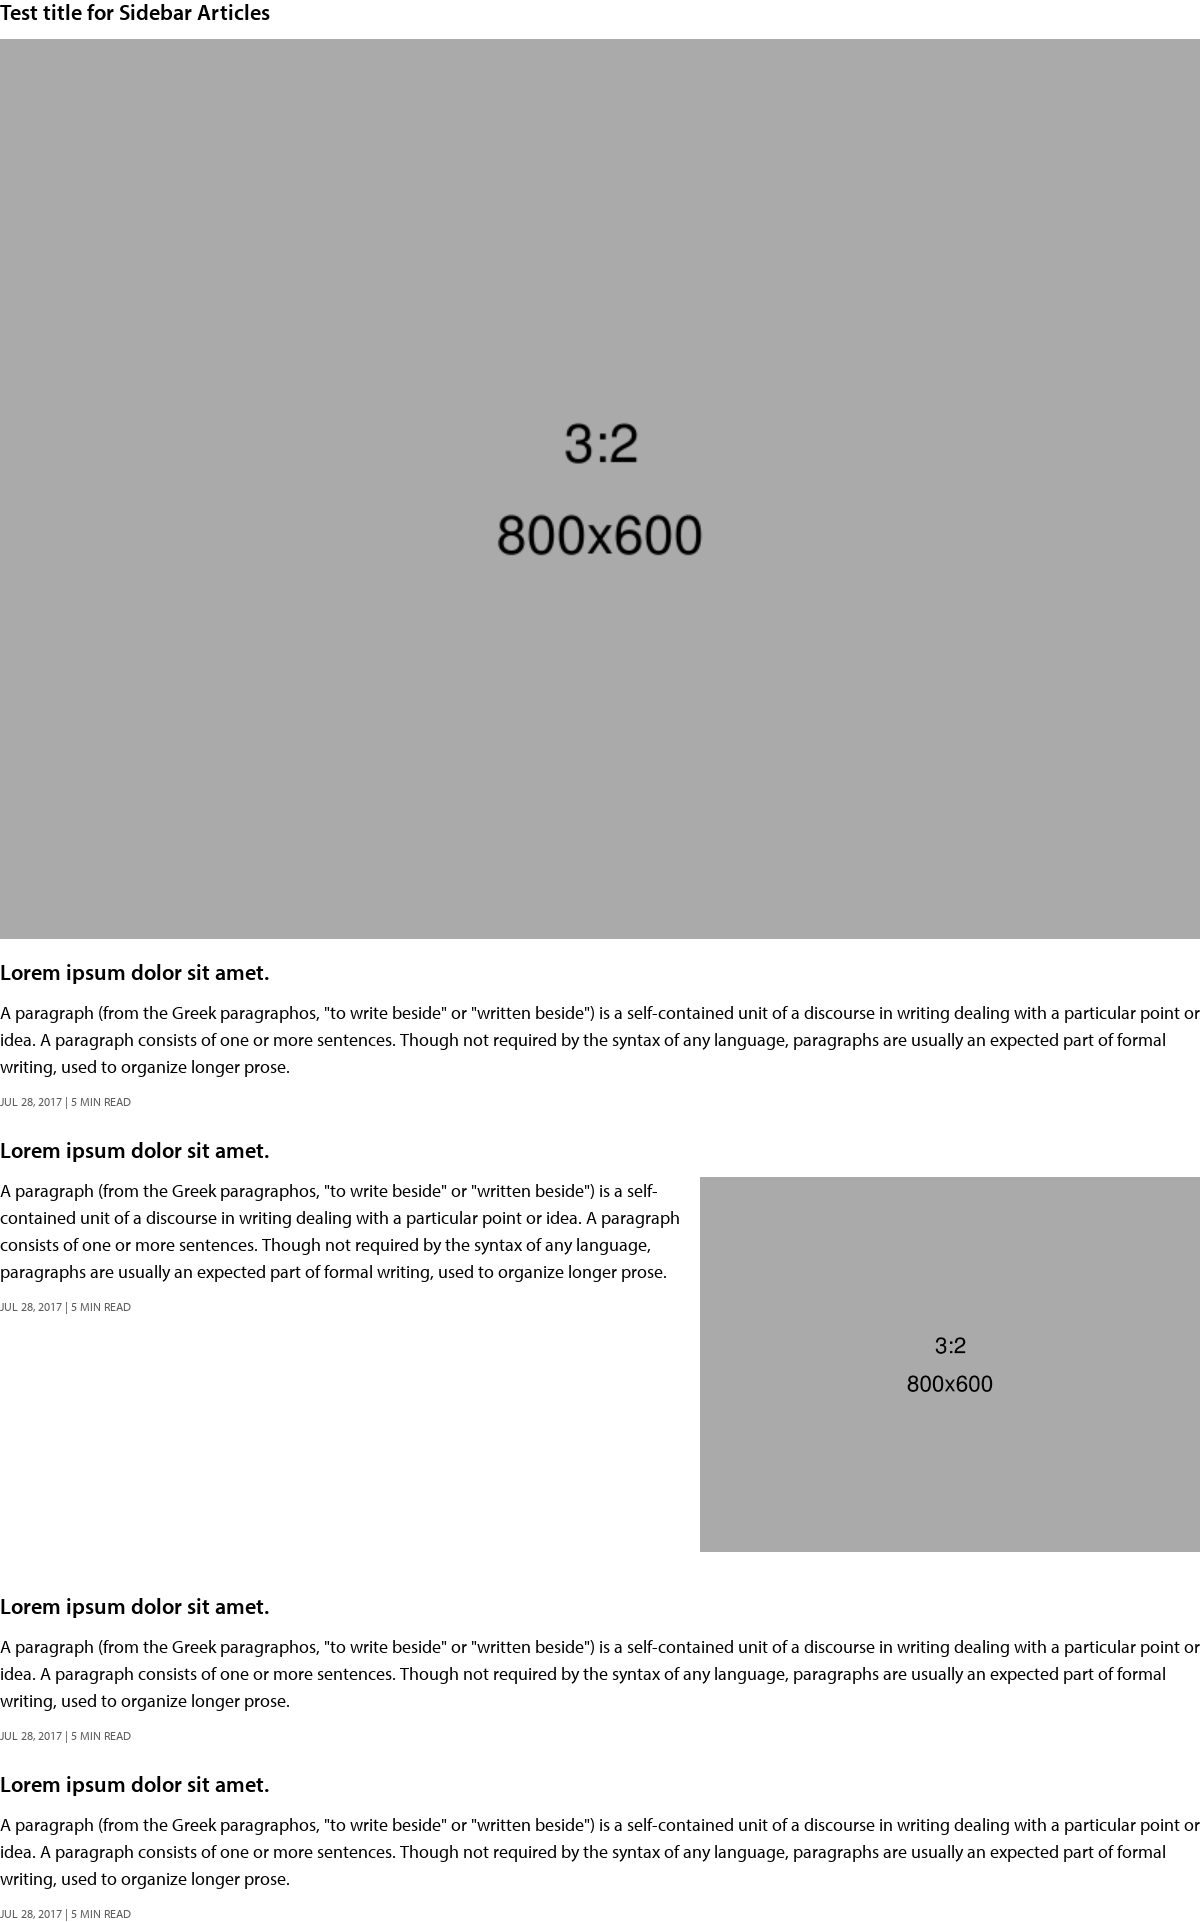 Test title for Sidebar Articles
3:2
800x600
Lorem ipsum dolor sit amet.
A paragraph (from the Greek paragraphos, "to write beside" or "written beside") is a self-contained unit of a discourse in writing dealing with a particular point or
idea. A paragraph consists of one or more sentences. Though not required by the syntax of any language, paragraphs are usually an expected part of formal
writing, used to organize longer prose.
JUL 28, 2017 | 5 MIN READ
Lorem ipsum dolor sit amet.
A paragraph (from the Greek paragraphos, "to write beside" or "written beside") is a self-
contained unit of a discourse in writing dealing with a particular point or idea. A paragraph
consists of one or more sentences. Though not required by the syntax of any language,
paragraphs are usually an expected part of formal writing, used to organize longer prose.
JUL 28, 2017 | 5 MIN READ
3:2
800x600
Lorem ipsum dolor sit amet.
A paragraph (from the Greek paragraphos, "to write beside" or "written beside") is a self-contained unit of a discourse in writing dealing with a particular point or
idea. A paragraph consists of one or more sentences. Though not required by the syntax of any language, paragraphs are usually an expected part of formal
writing, used to organize longer prose.
JUL 28, 2017 | 5 MIN READ
Lorem ipsum dolor sit amet.
A paragraph (from the Greek paragraphos, "to write beside" or "written beside") is a self-contained unit of a discourse in writing dealing with a particular point or
idea. A paragraph consists of one or more sentences. Though not required by the syntax of any language, paragraphs are usually an expected part of formal
writing, used to organize longer prose.
JUL 28, 2017 | 5 MIN READ